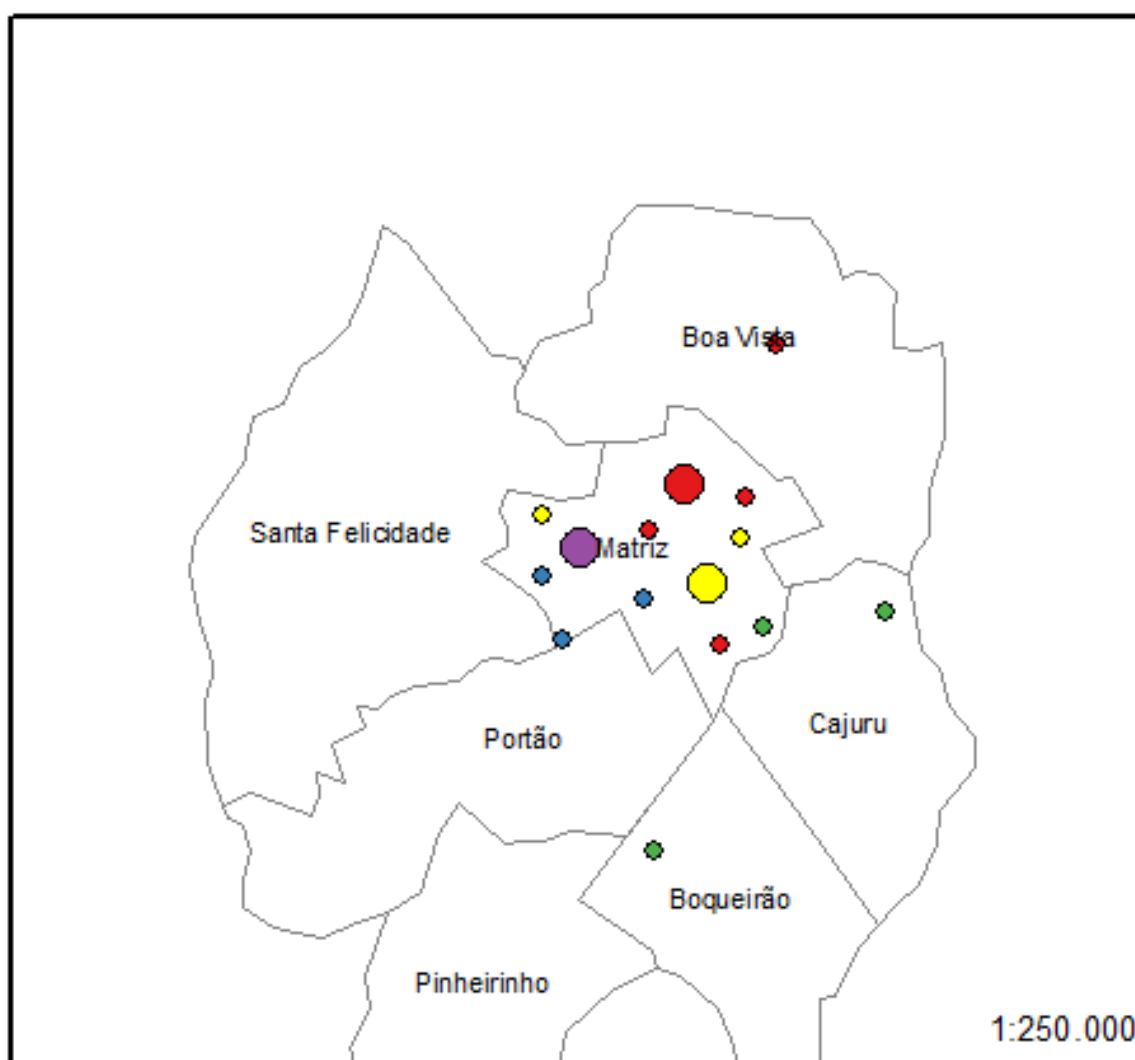 Boa Vista
Santa Felicidade
Matriz
Cajuru
Portão
Boqueirão
Pinheirinho
1:250.000